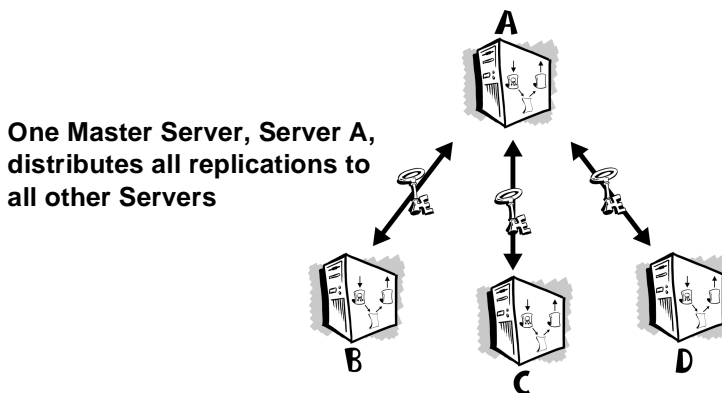 A
One Master Server, Server A,
distributes all replications to
all other Servers
B
C
D